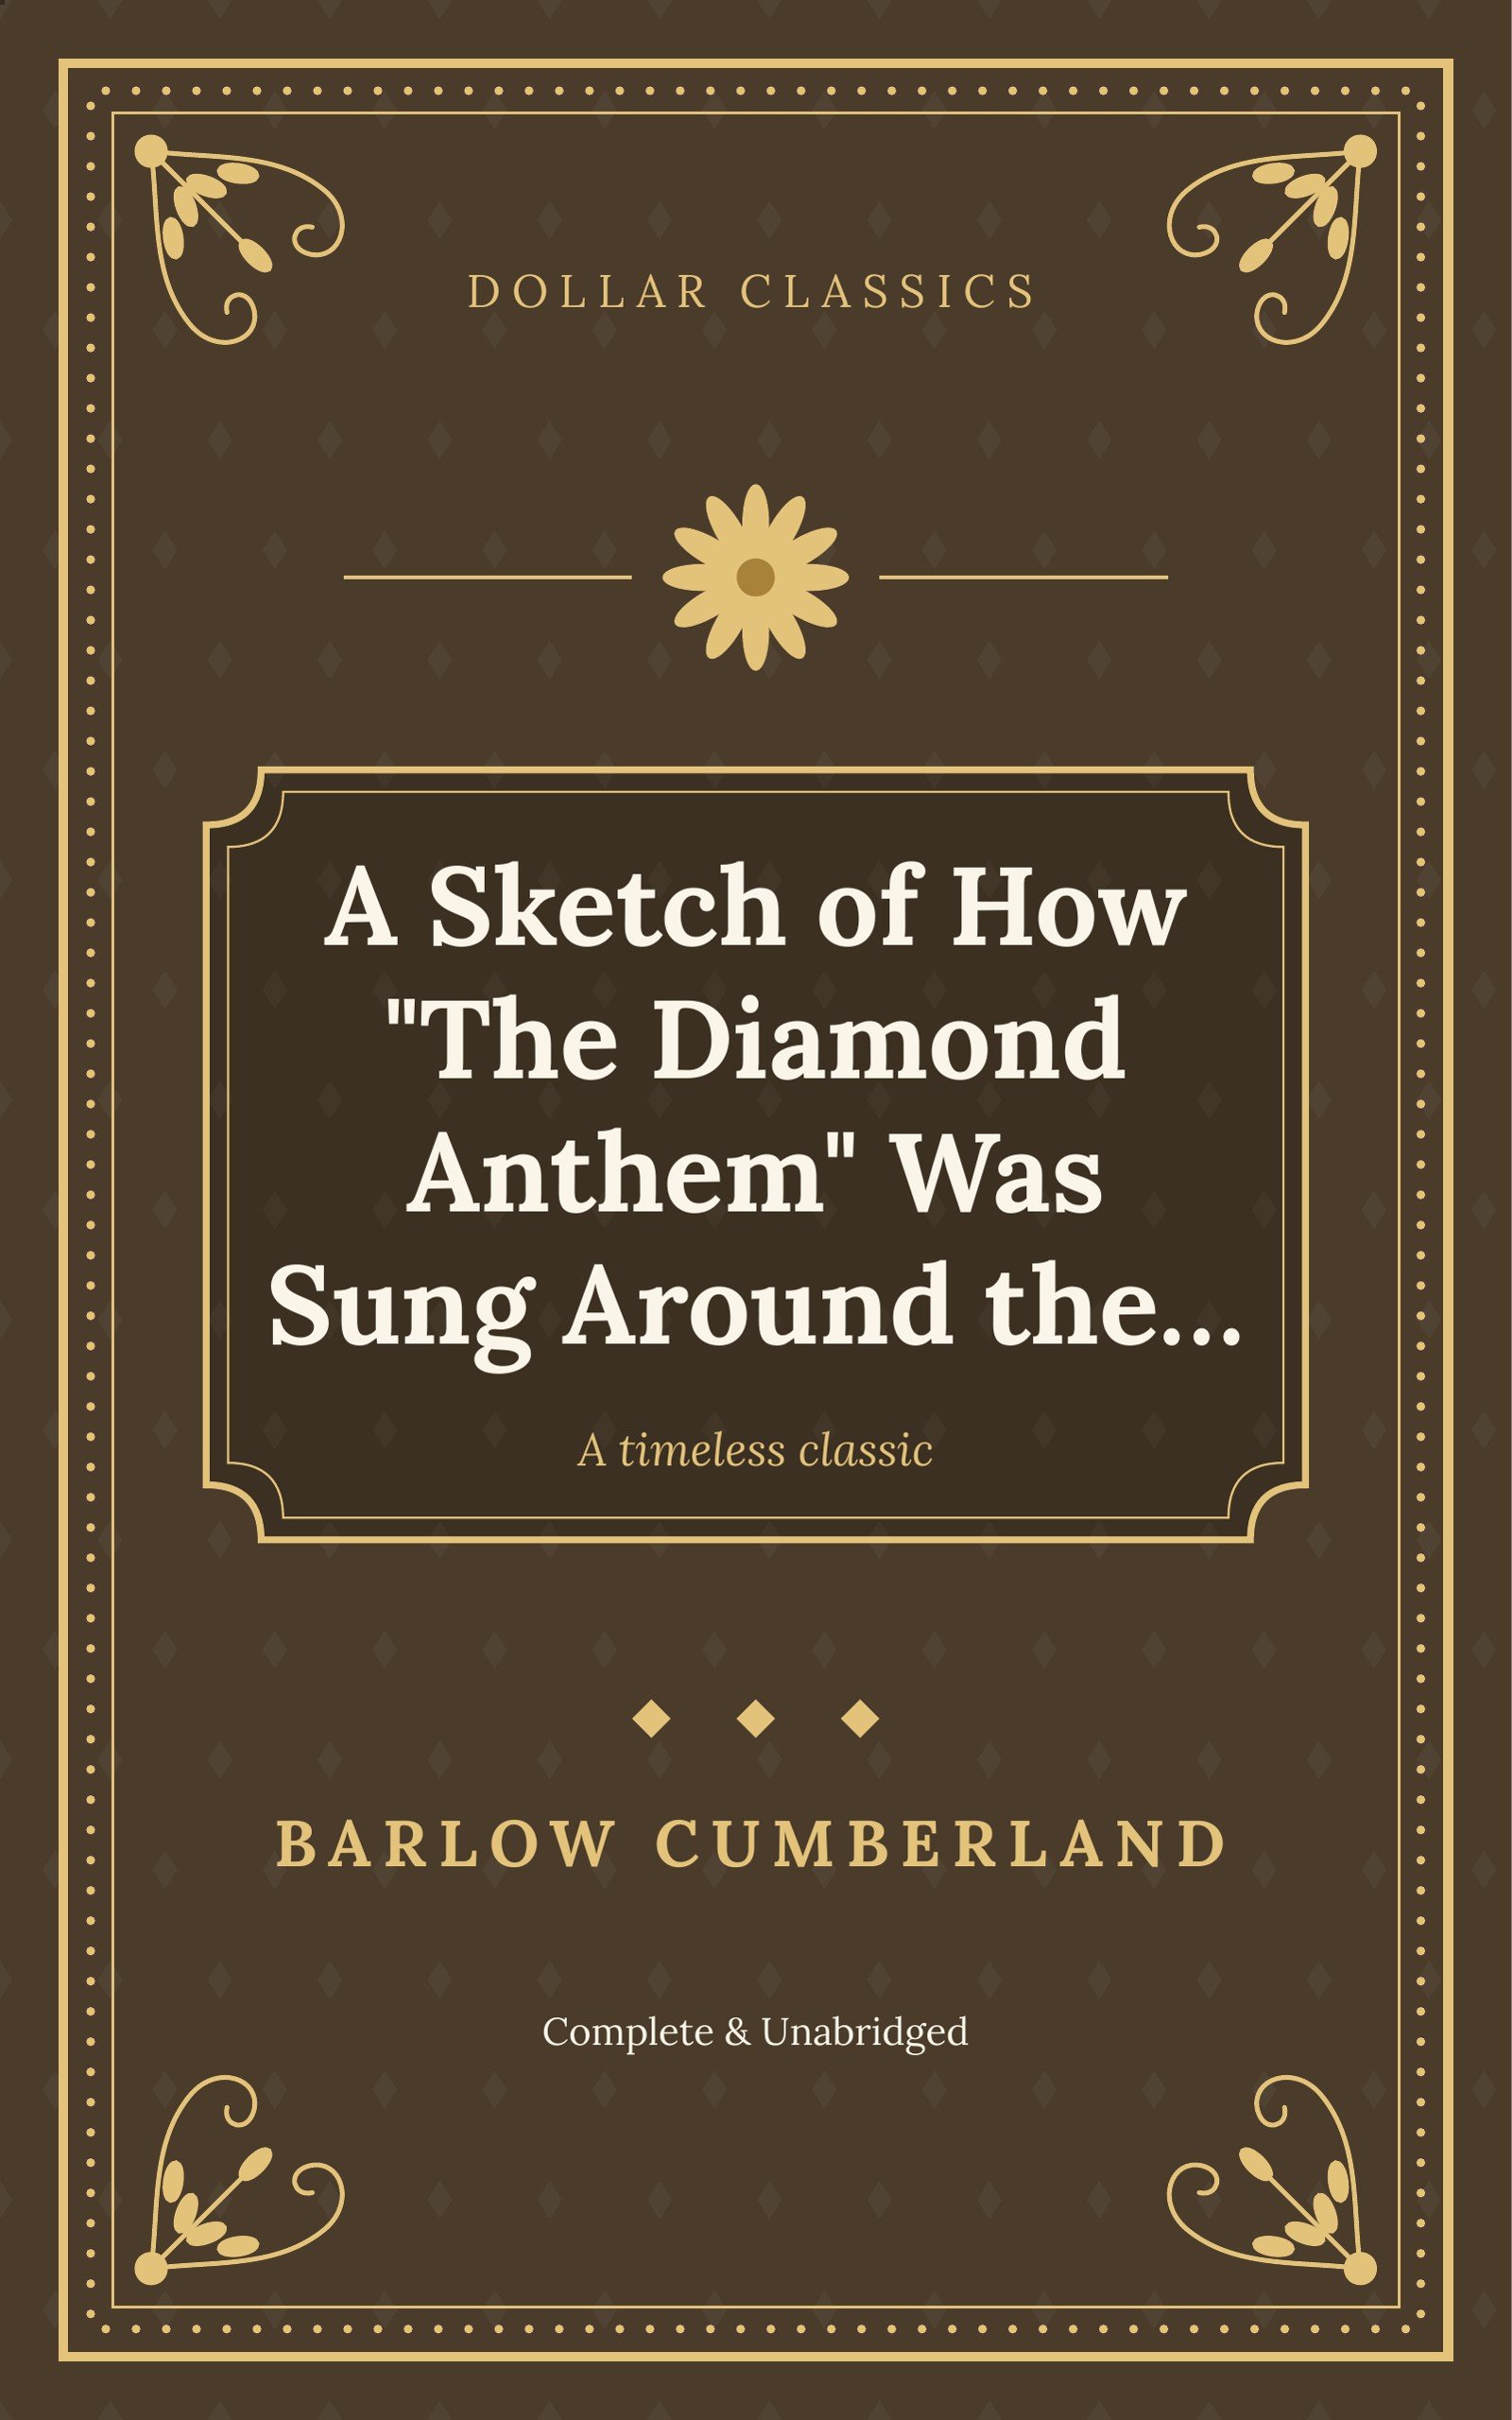 DOLLAR CLASSICS
A Sketch of How
"The Diamond
Anthem" Was
Sung Around the...
A timeless classic
BARLOW CUMBERLAND
Complete & Unabridged